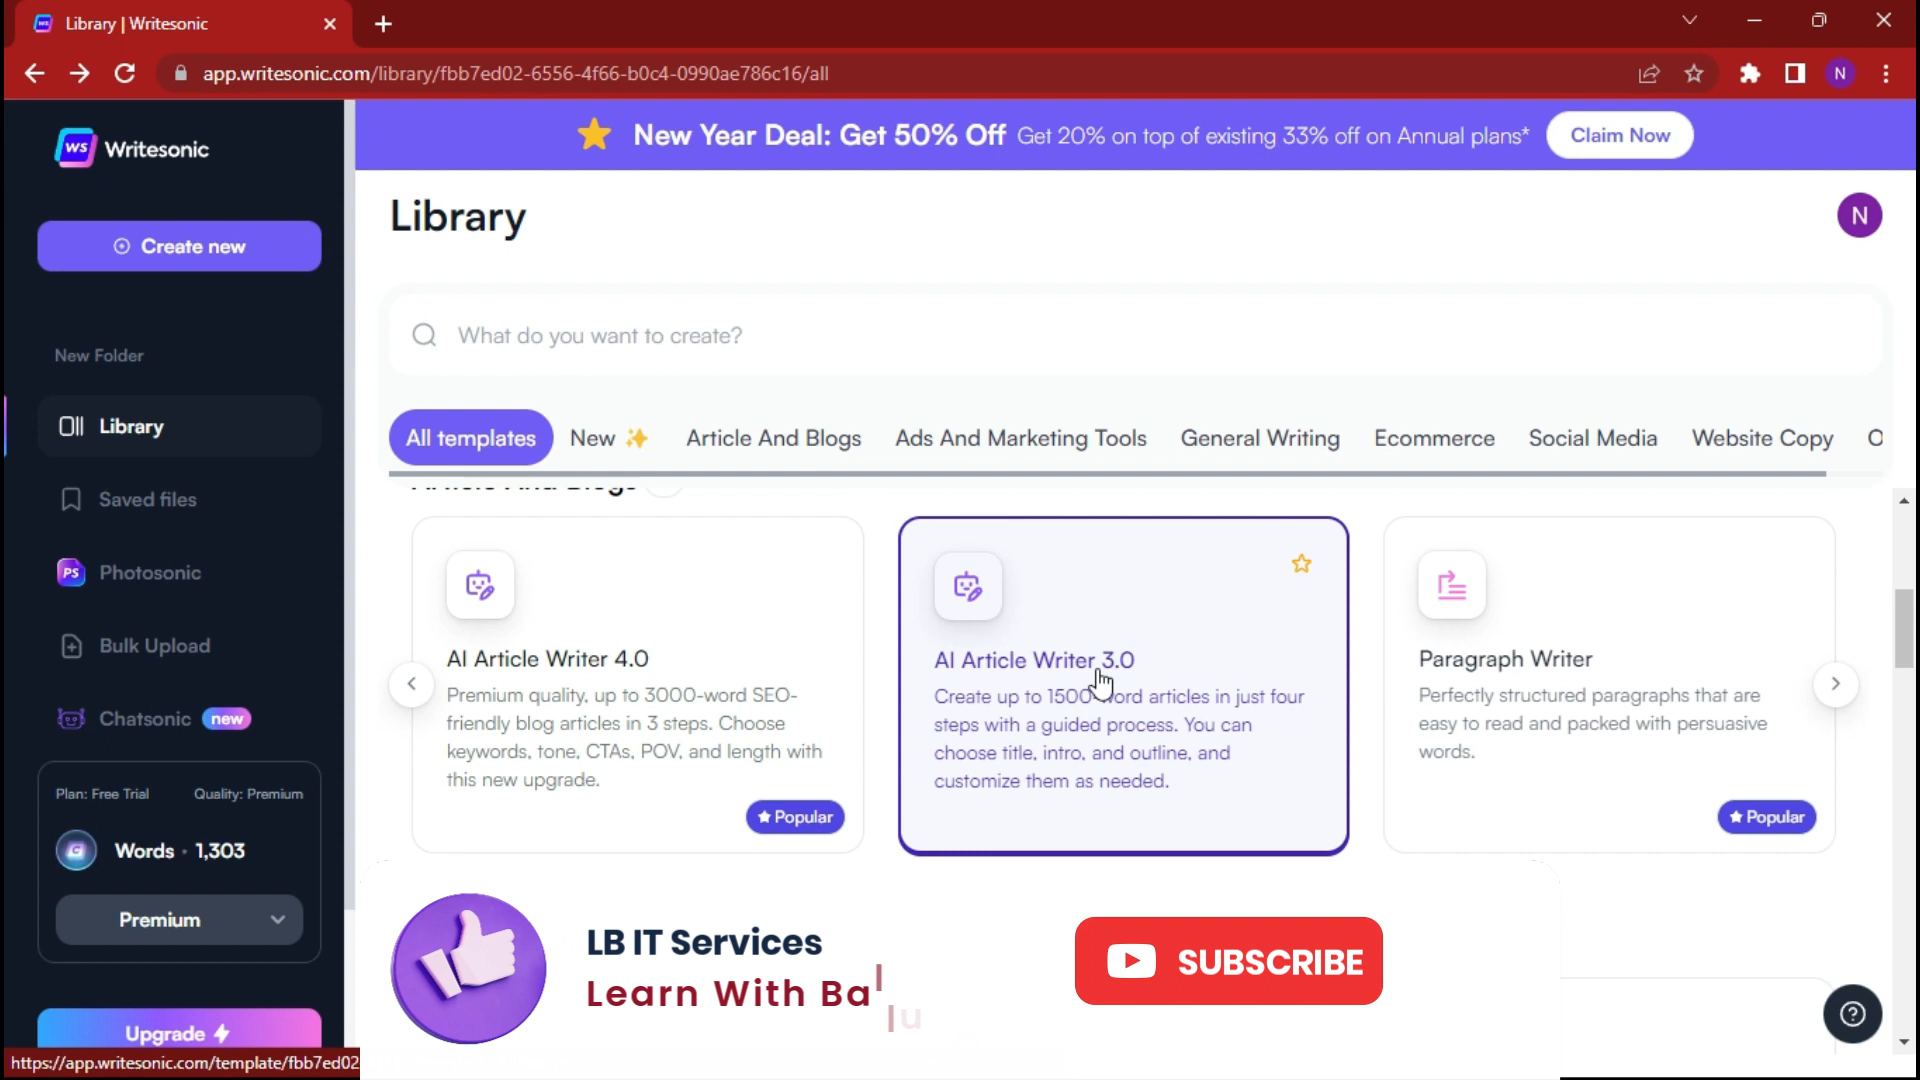 Library | Writesonic
app.writesonic.com/library/fbb7ed02-6556-4f66-b0c4-0990ae786c16/all
N
WS Writesonic
New Year Deal: Get 50% Off Get 20% on top of existing 33% off on Annual plans* Claim Now
Create new
Library
N
New Folder
What do you want to create?
Library
All templates New Article And Blogs Ads And Marketing Tools General Writing Ecommerce Social Media Website Copy
Article And Blogs
Saved files
PS Photosonic
Bulk Upload
Chatsonic new
AI Article Writer 4.0
Premium quality, up to 3000-word SEO-
friendly blog articles in 3 steps. Choose
keywords, tone, CTAs, POV, and length with
this new upgrade.
Popular
AI Article Writer 3.0
Create up to 1500-word articles in just four
steps with a guided process. You can
choose title, intro, and outline, and
customize them as needed.
Paragraph Writer
Perfectly structured paragraphs that are
easy to read and packed with persuasive
words.
Popular
Plan: Free Trial Quality: Premium
Words · 1,303
Premium
Upgrade
LB IT Services
Learn With Balu
SUBSCRIBE
https://app.writesonic.com/template/fbb7ed02